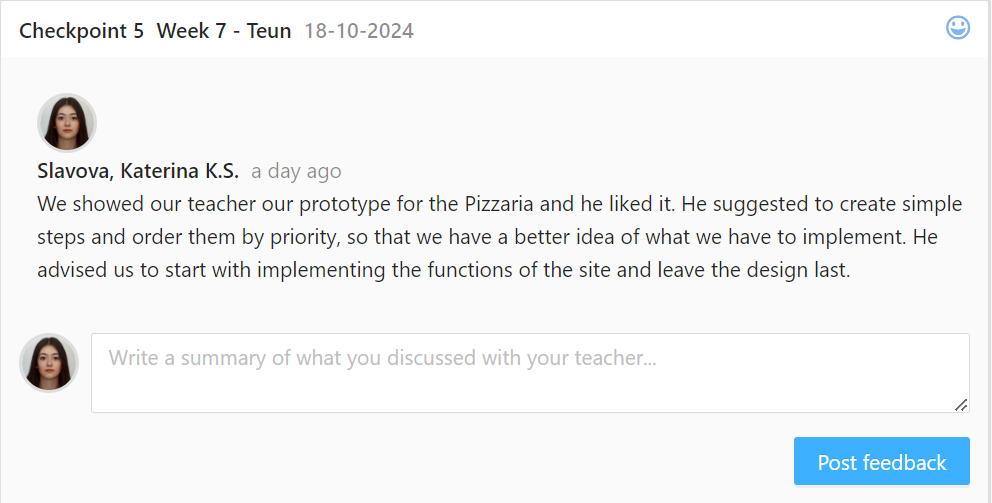 Checkpoint 5 Week 7 - Teun 18-10-2024
Slavova, Katerina K.S. a day ago
We showed our teacher our prototype for the Pizzaria and he liked it. He suggested to create simple
steps and order them by priority, so that we have a better idea of what we have to implement. He
advised us to start with implementing the functions of the site and leave the design last.
Write a summary of what you discussed with your teacher...
Post feedback